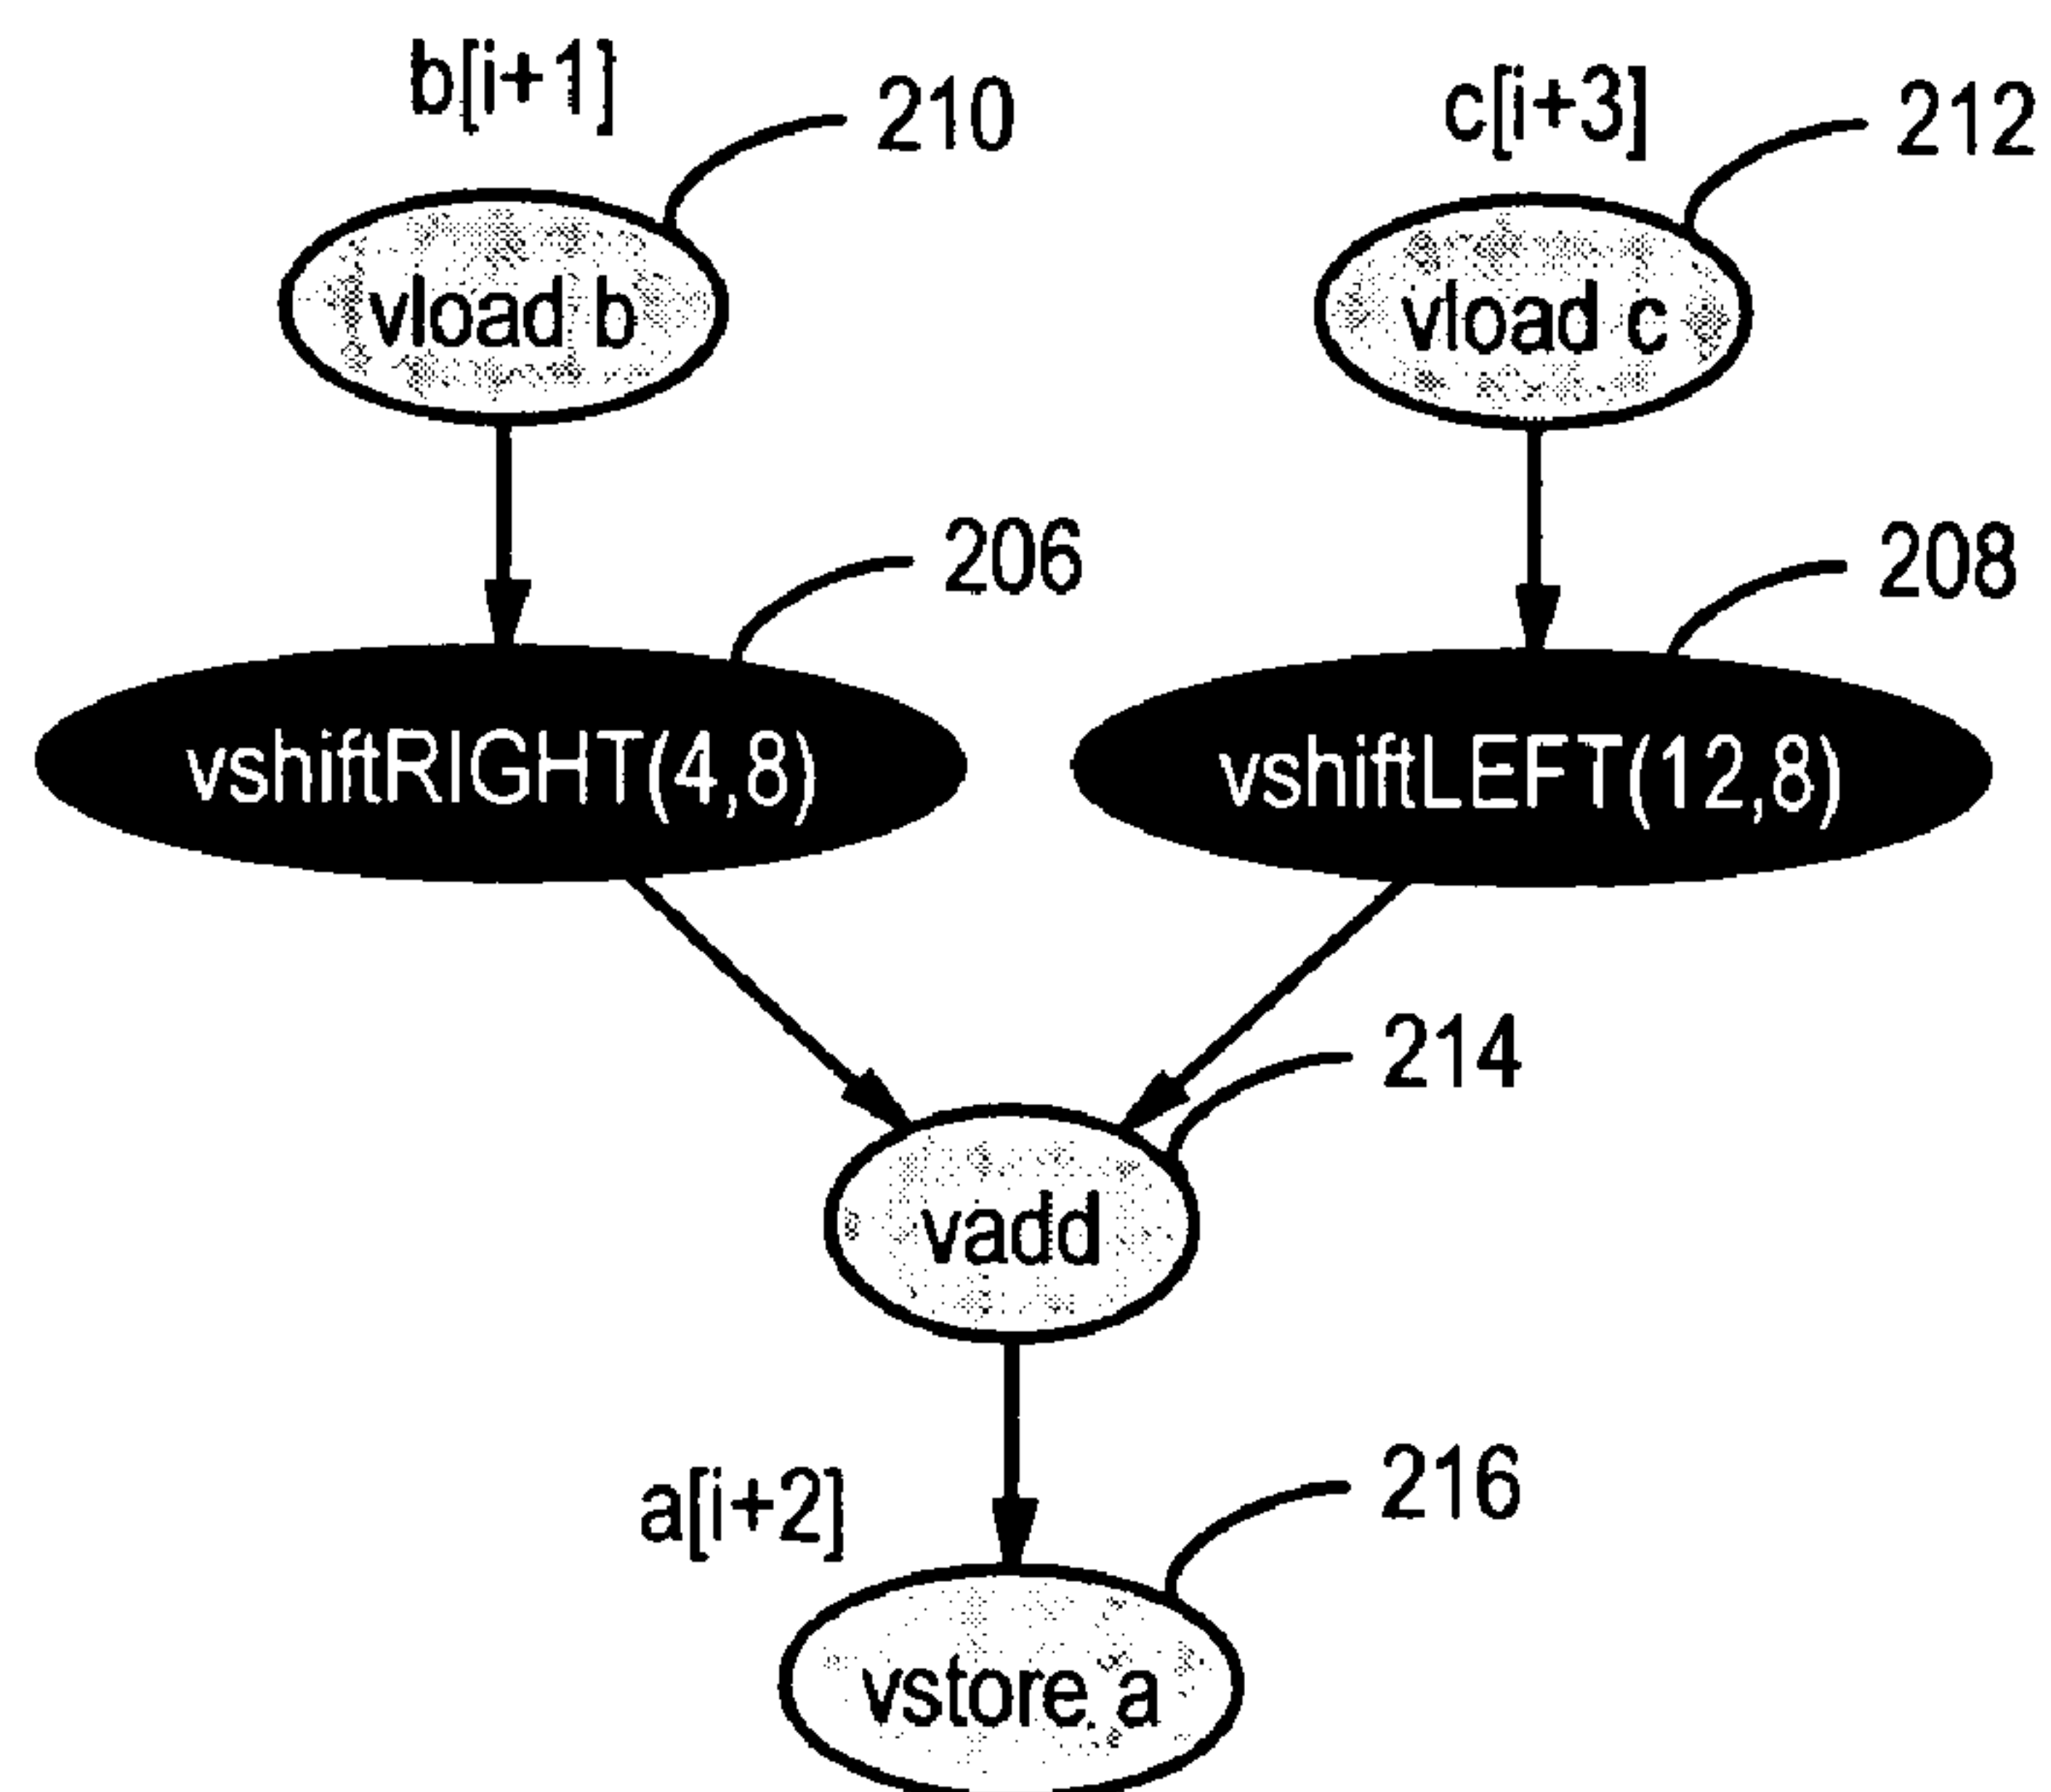 b[i+1]
210
c[i+3]
212
vload b
vload c
206
208
vshiftRIGHT(4,8)
vshiftLEFT(12,8)
214
vadd
a[i+2]
216
vstore a